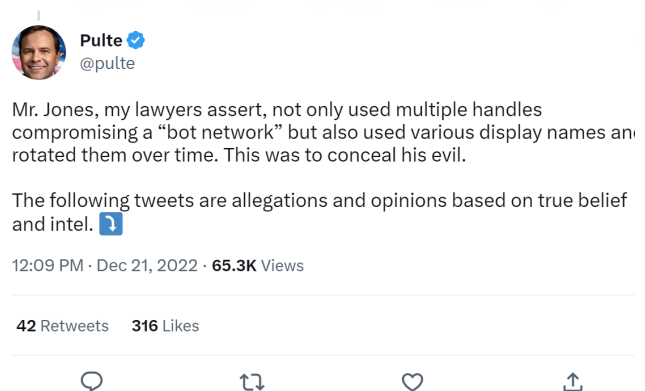 Pulte
@pulte
Mr. Jones, my lawyers assert, not only used multiple handles
compromising a “bot network” but also used various display names an
rotated them over time. This was to conceal his evil.
The following tweets are allegations and opinions based on true belief
and intel. ⤵️
12:09 PM · Dec 21, 2022 · 65.3K Views
42 Retweets 316 Likes